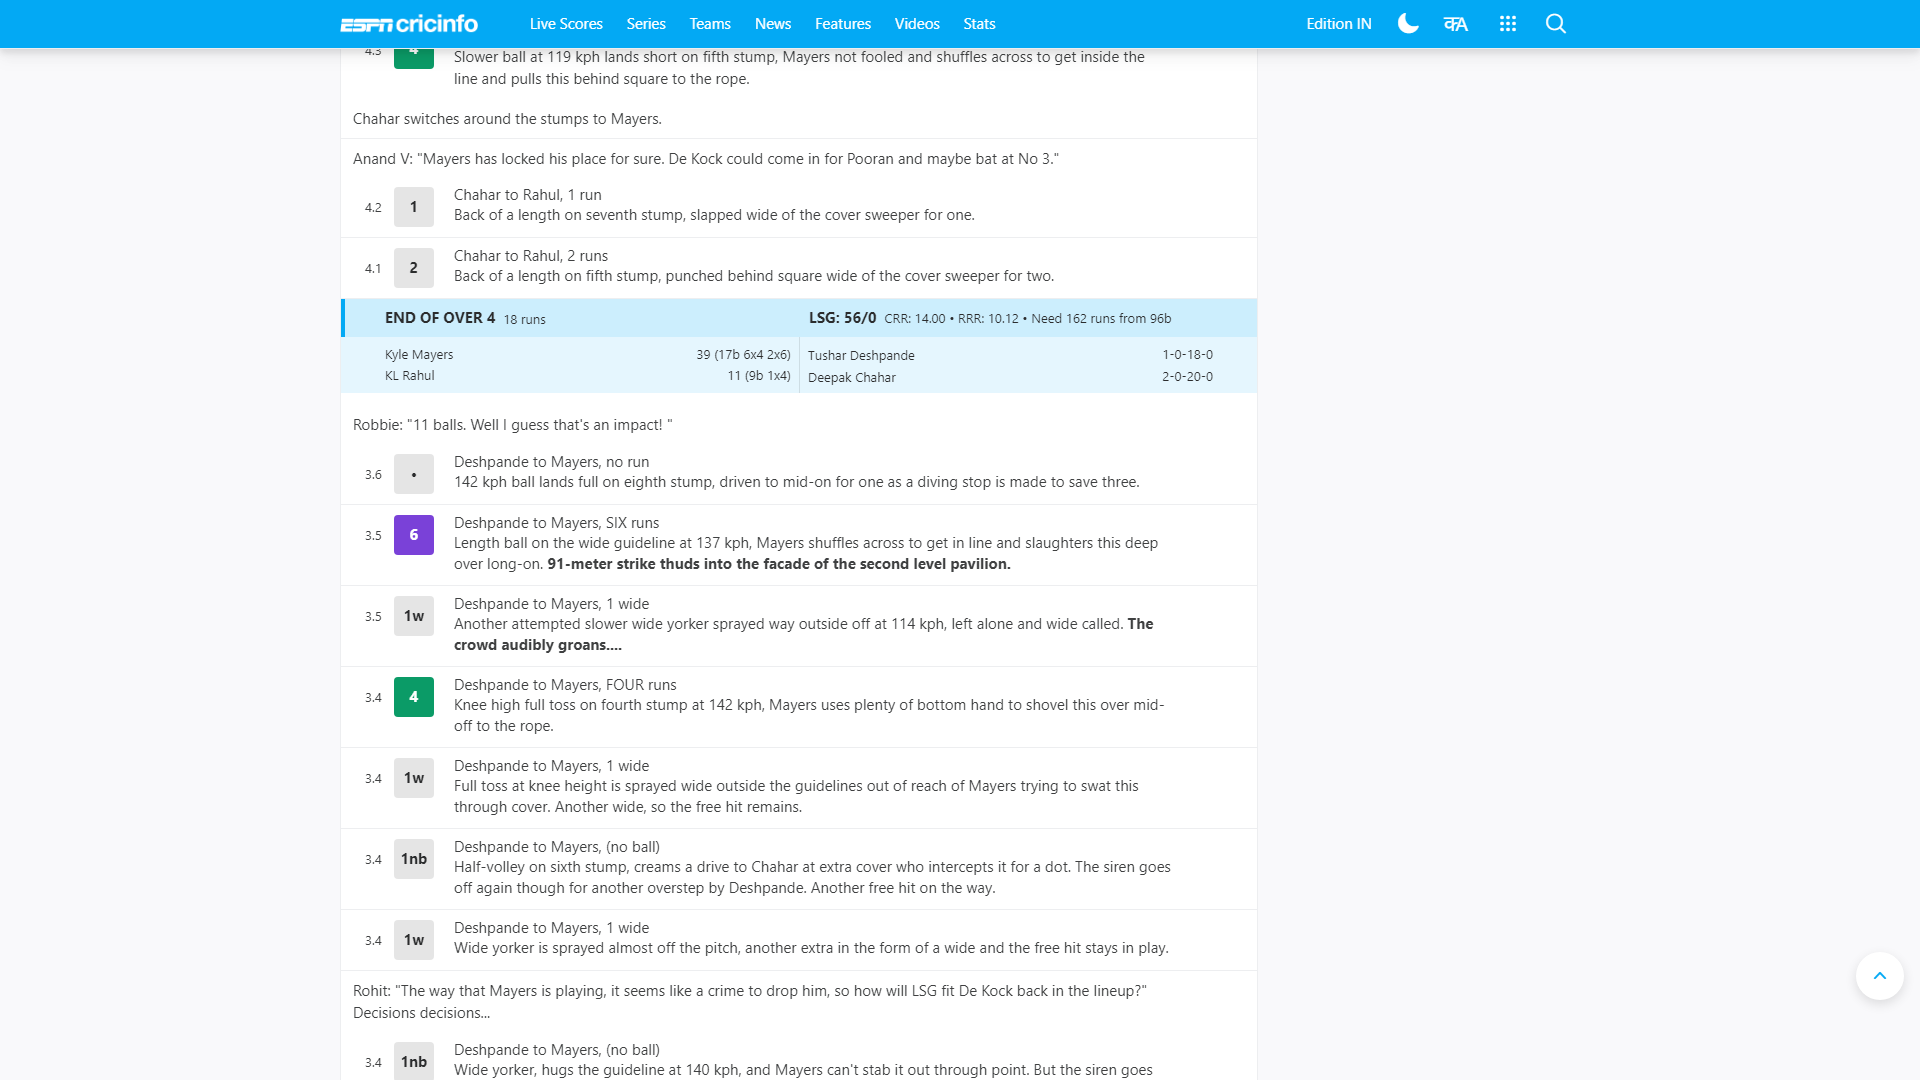 ESPN cricinfo Live Scores Series Teams News Features Videos Stats Edition IN क/A
4.3 4 Slower ball at 119 kph lands short on fifth stump, Mayers not fooled and shuffles across to get inside the
line and pulls this behind square to the rope.
Chahar switches around the stumps to Mayers.
Anand V: "Mayers has locked his place for sure. De Kock could come in for Pooran and maybe bat at No 3."
Chahar to Rahul, 1 run
4.2 1 Back of a length on seventh stump, slapped wide of the cover sweeper for one.
Chahar to Rahul, 2 runs
4.1 2 Back of a length on fifth stump, punched behind square wide of the cover sweeper for two.
END OF OVER 4 18 runs LSG: 56/0 CRR: 14.00 • RRR: 10.12 • Need 162 runs from 96b
Kyle Mayers 39 (17b 6x4 2x6) Tushar Deshpande 1-0-18-0
KL Rahul 11 (9b 1x4) Deepak Chahar 2-0-20-0
Robbie: "11 balls. Well I guess that's an impact! "
Deshpande to Mayers, no run
3.6 • 142 kph ball lands full on eighth stump, driven to mid-on for one as a diving stop is made to save three.
Deshpande to Mayers, SIX runs
3.5 6 Length ball on the wide guideline at 137 kph, Mayers shuffles across to get in line and slaughters this deep
over long-on. 91-meter strike thuds into the facade of the second level pavilion.
Deshpande to Mayers, 1 wide
3.5 1w Another attempted slower wide yorker sprayed way outside off at 114 kph, left alone and wide called. The
crowd audibly groans....
Deshpande to Mayers, FOUR runs
3.4 4 Knee high full toss on fourth stump at 142 kph, Mayers uses plenty of bottom hand to shovel this over mid-
off to the rope.
Deshpande to Mayers, 1 wide
3.4 1w Full toss at knee height is sprayed wide outside the guidelines out of reach of Mayers trying to swat this
through cover. Another wide, so the free hit remains.
Deshpande to Mayers, (no ball)
3.4 1nb Half-volley on sixth stump, creams a drive to Chahar at extra cover who intercepts it for a dot. The siren goes
off again though for another overstep by Deshpande. Another free hit on the way.
Deshpande to Mayers, 1 wide
3.4 1w Wide yorker is sprayed almost off the pitch, another extra in the form of a wide and the free hit stays in play.
Rohit: "The way that Mayers is playing, it seems like a crime to drop him, so how will LSG fit De Kock back in the lineup?"
Decisions decisions...
Deshpande to Mayers, (no ball)
3.4 1nb Wide yorker, hugs the guideline at 140 kph, and Mayers can't stab it out through point. But the siren goes